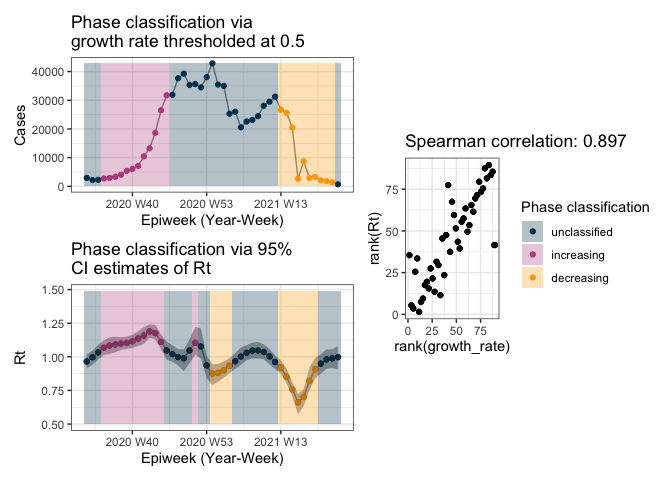 Phase classification via
growth rate thresholded at 0.5
40000
30000
20000
10000
0
Cases
2020 W40
2020 W53
2021 W13
Epiweek (Year-Week)
Phase classification via 95%
CI estimates of Rt
1.50
1.25
1.00
0.75
0.50
Rt
2020 W40
2020 W53
2021 W13
Epiweek (Year-Week)
Spearman correlation: 0.897
75
50
25
0
rank(Rt)
0
25
50
75
rank(growth_rate)
Phase classification
unclassified
increasing
decreasing